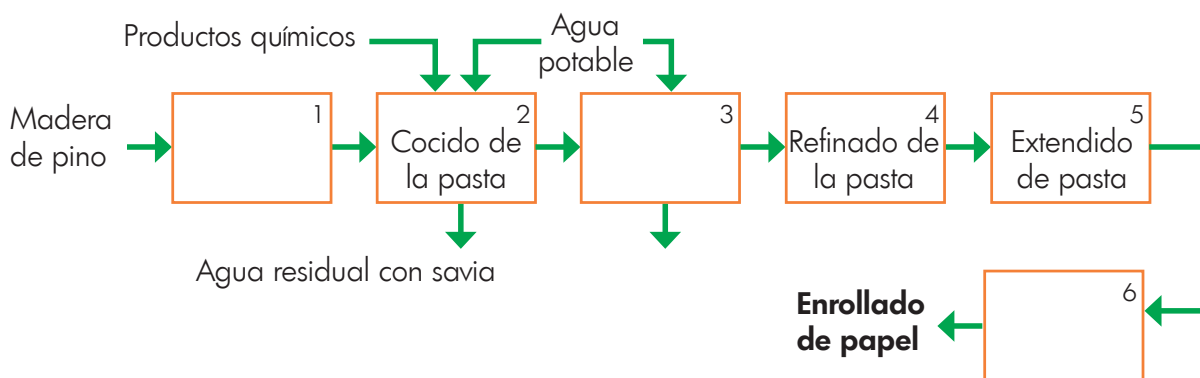 Productos químicos
Agua
potable
Madera
de pino
1
2
Cocido de
la pasta
3
4
Refinado de
la pasta
5
Extendido
de pasta
Agua residual con savia
6
Enrollado
de papel